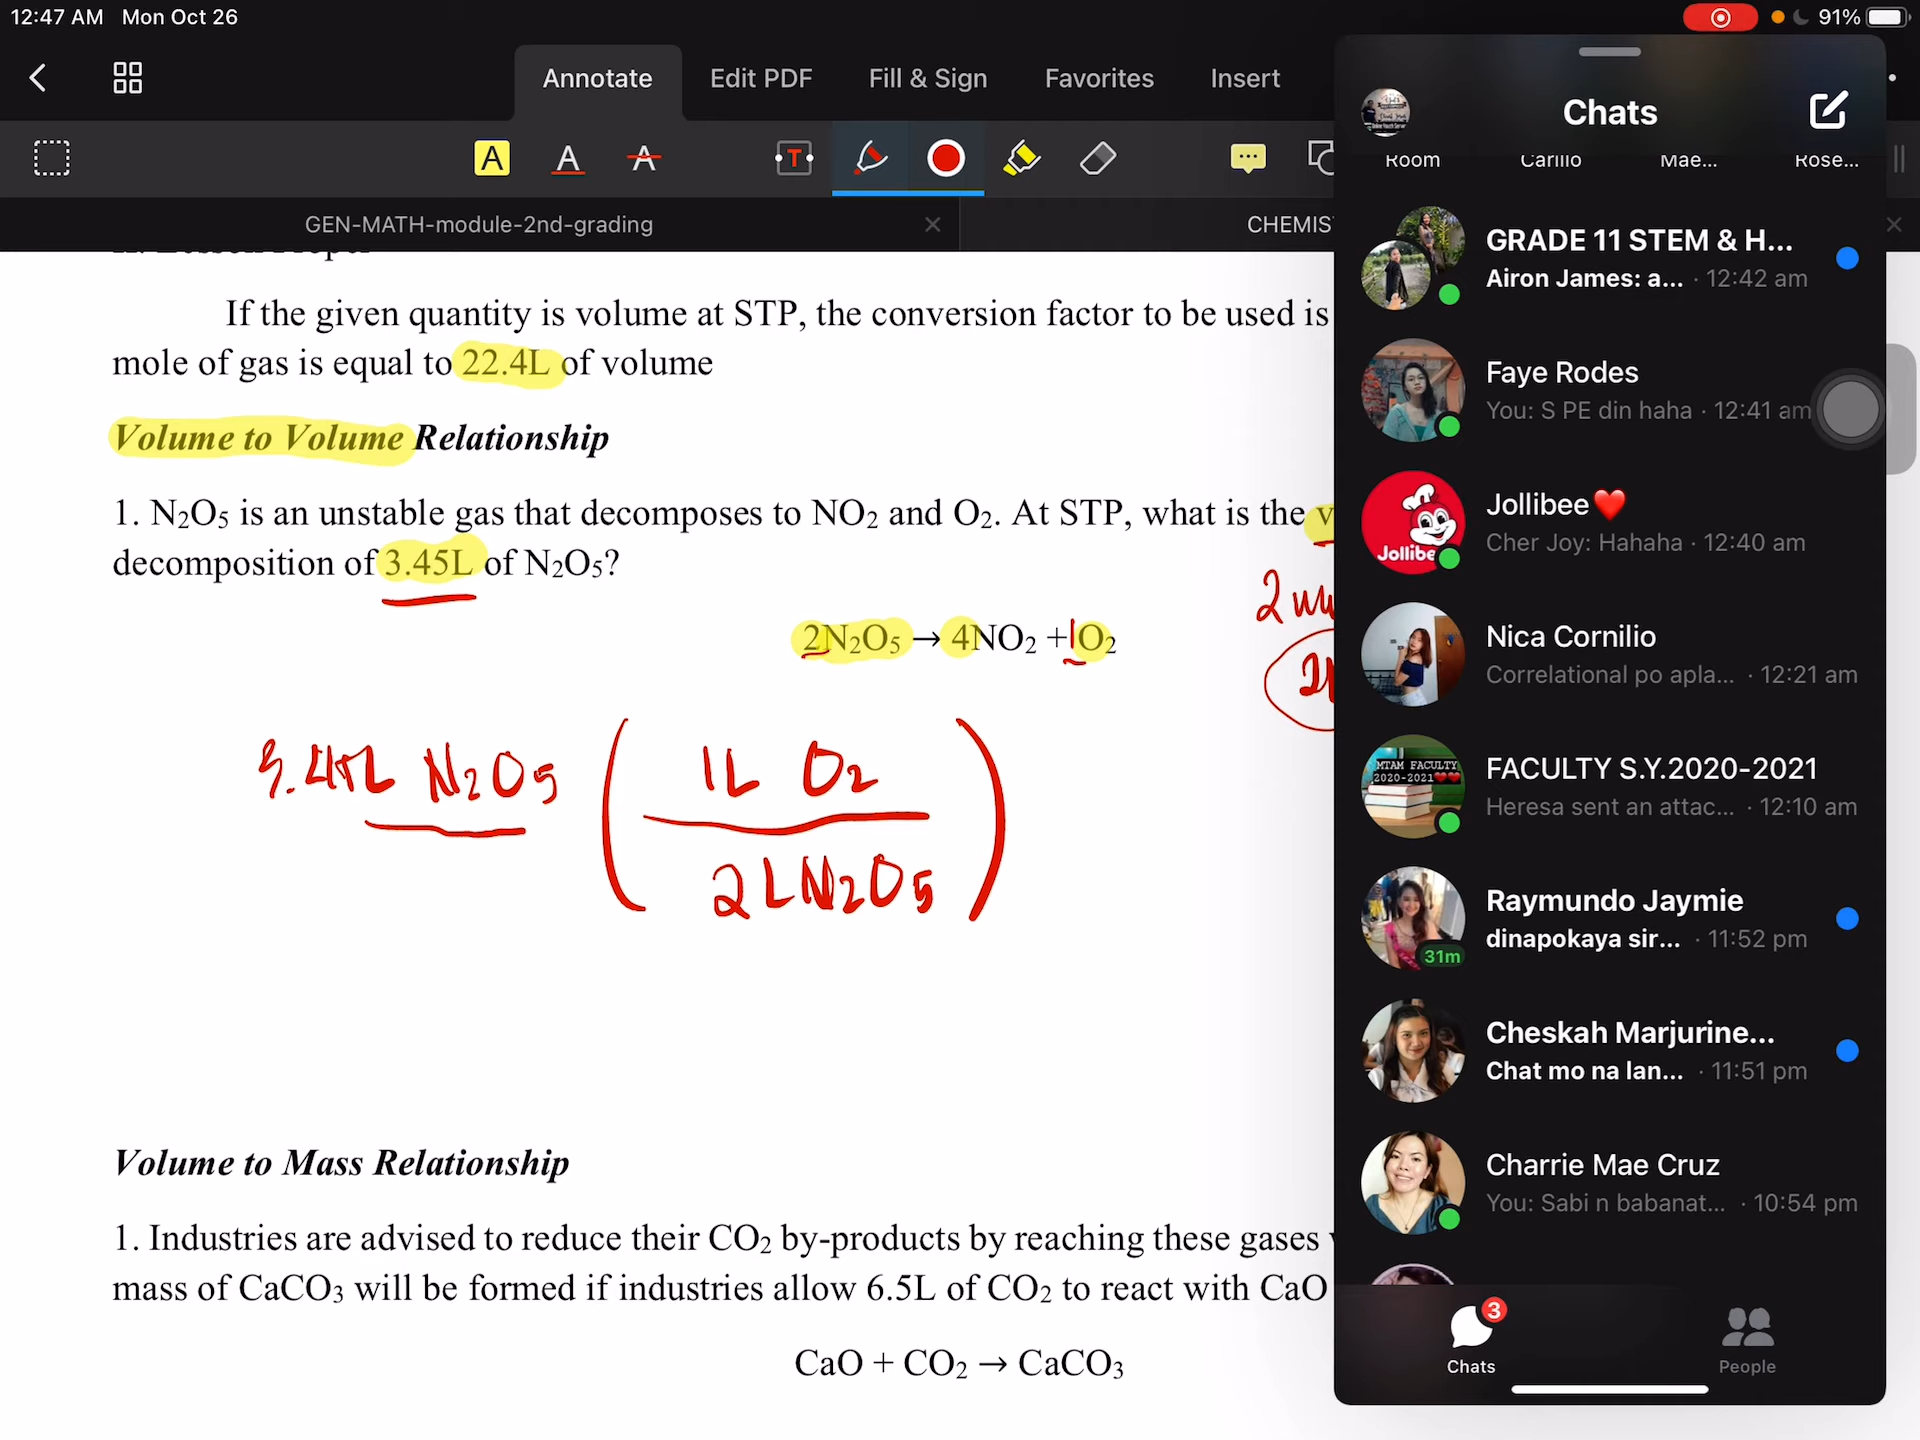 12:47 AM Mon Oct 26
91%
Annotate Edit PDF Fill & Sign Favorites Insert
A A A T
GEN-MATH-module-2nd-grading
CHEMIS
If the given quantity is volume at STP, the conversion factor to be used is
mole of gas is equal to 22.4L of volume
Volume to Volume Relationship
1. N₂O₅ is an unstable gas that decomposes to NO₂ and O₂. At STP, what is the v
decomposition of 3.45L of N₂O₅?
2N₂O₅ → 4NO₂ + 1O₂
3.45L N₂O₅ ( 1L O₂
2L N₂O₅ )
Volume to Mass Relationship
1. Industries are advised to reduce their CO₂ by-products by reaching these gases
mass of CaCO₃ will be formed if industries allow 6.5L of CO₂ to react with CaO
CaO + CO₂ → CaCO₃
Chats
Room Carillo Mae... Rose...
GRADE 11 STEM & H...
Airon James: a... · 12:42 am
Faye Rodes
You: S PE din haha · 12:41 am
Jollibee❤️
Cher Joy: Hahaha · 12:40 am
Nica Cornilio
Correlational po apla... · 12:21 am
MTAM FACULTY
2020-2021
FACULTY S.Y.2020-2021
Heresa sent an attac... · 12:10 am
Raymundo Jaymie
dinapokaya sir... · 11:52 pm
31m
Cheskah Marjurine...
Chat mo na lan... · 11:51 pm
Charrie Mae Cruz
You: Sabi n babanat... · 10:54 pm
3
Chats People